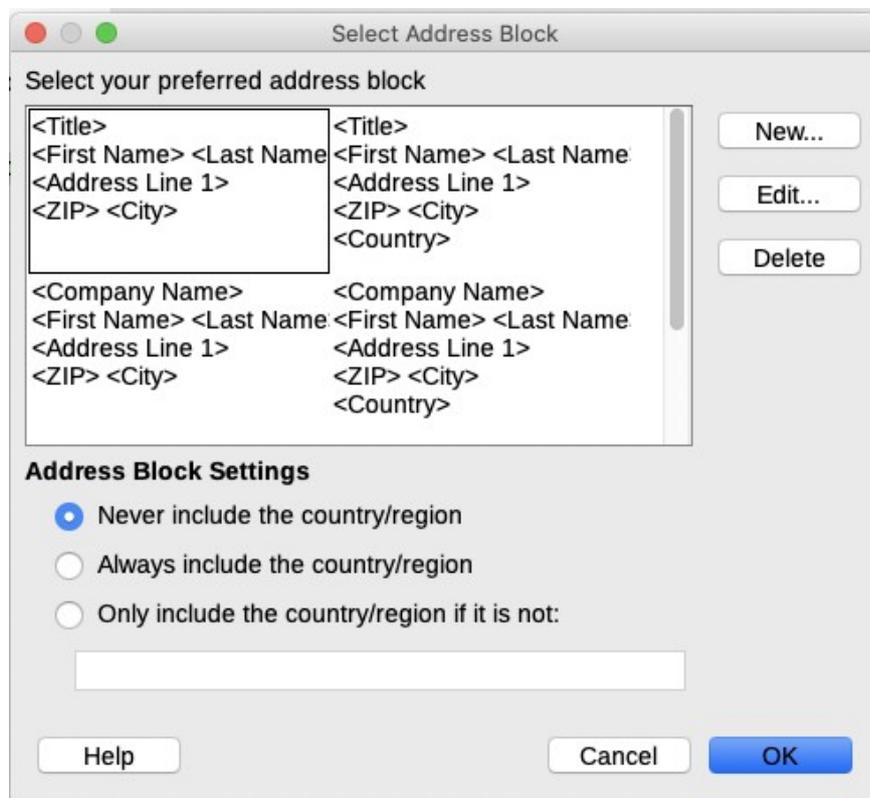 Select Address Block
Select your preferred address block
<Title>
<First Name> <Last Name
<Address Line 1>
<ZIP> <City>
<Title>
<First Name> <Last Name
<Address Line 1>
<ZIP> <City>
<Country>
<Company Name>
<First Name> <Last Name
<Address Line 1>
<ZIP> <City>
<Company Name>
<First Name> <Last Name
<Address Line 1>
<ZIP> <City>
<Country>
New...
Edit...
Delete
Address Block Settings
Never include the country/region
Always include the country/region
Only include the country/region if it is not:
Help
Cancel
OK